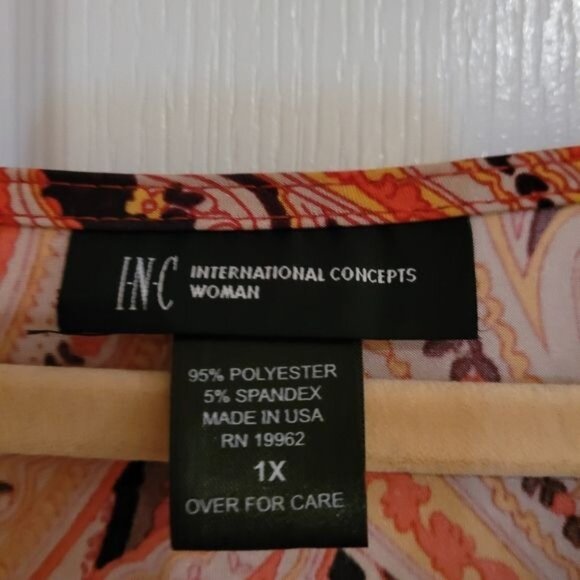 I·N·C INTERNATIONAL CONCEPTS
WOMAN
95% POLYESTER
5% SPANDEX
MADE IN USA
RN 19962
1X
OVER FOR CARE